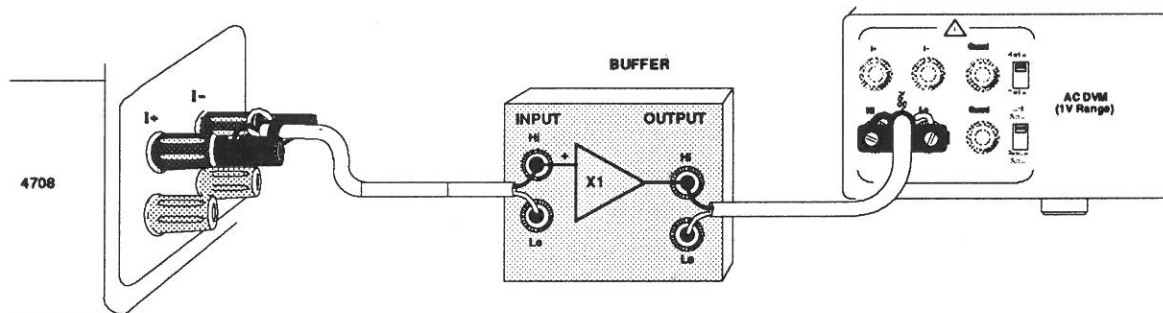 4708
I+
I-
BUFFER
INPUT
OUTPUT
Hi
Lo
+
X1
Hi
Lo
I-
Guard
Hi
Lo
Guard
AC DVM
(1V Range)